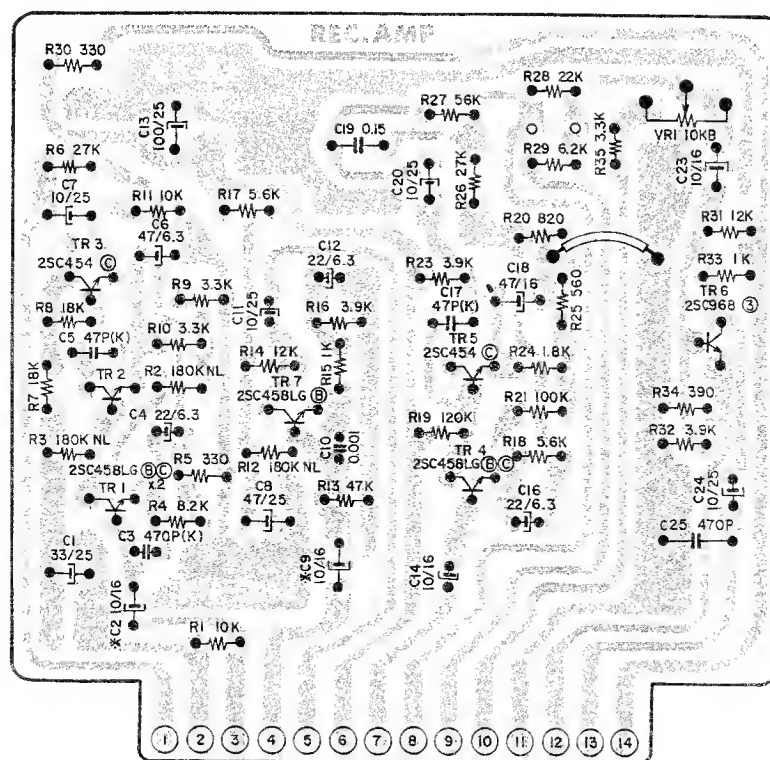 REC. AMP
R30 330
C13 100/25
C19 0.15
R27 56K
R28 22K
VR1 10KB
R6 27K
C7 10/25
R11 10K
R17 5.6K
C20 10/25
R26 27K
R29 6.2K
R35 3.3K
C23 10/16
R31 12K
C6 47/6.3
C12 22/6.3
R20 820
TR 3 2SC454 Ⓒ
R9 3.3K
C11 10/25
R23 3.9K
C18 47/16
R25 560
R33 1K
TR 6 2SC968 ③
R8 18K
R16 3.9K
C17 47P(K)
C5 47P(K)
R10 3.3K
R14 12K
R15 1K
TR5 2SC454 Ⓒ
R24 1.8K
R7 18K
TR 2
R2 180K NL
TR 7 2SC458LG Ⓑ
R21 100K
R34 390
C4 22/6.3
R19 120K
R32 3.9K
R3 180K NL
R12 180K NL
C10 0.001
TR 4 2SC458LG ⒷⒸ
R18 5.6K
2SC458LG ⒷⒸ x2
R5 330
TR 1
C8 47/25
R13 47K
C16 22/6.3
C24 10/25
R4 8.2K
C3 470P(K)
C25 470P
C1 33/25
※C2 10/16
※C9 10/16
C14 10/16
R1 10K
① ② ③ ④ ⑤ ⑥ ⑦ ⑧ ⑨ ⑩ ⑪ ⑫ ⑬ ⑭